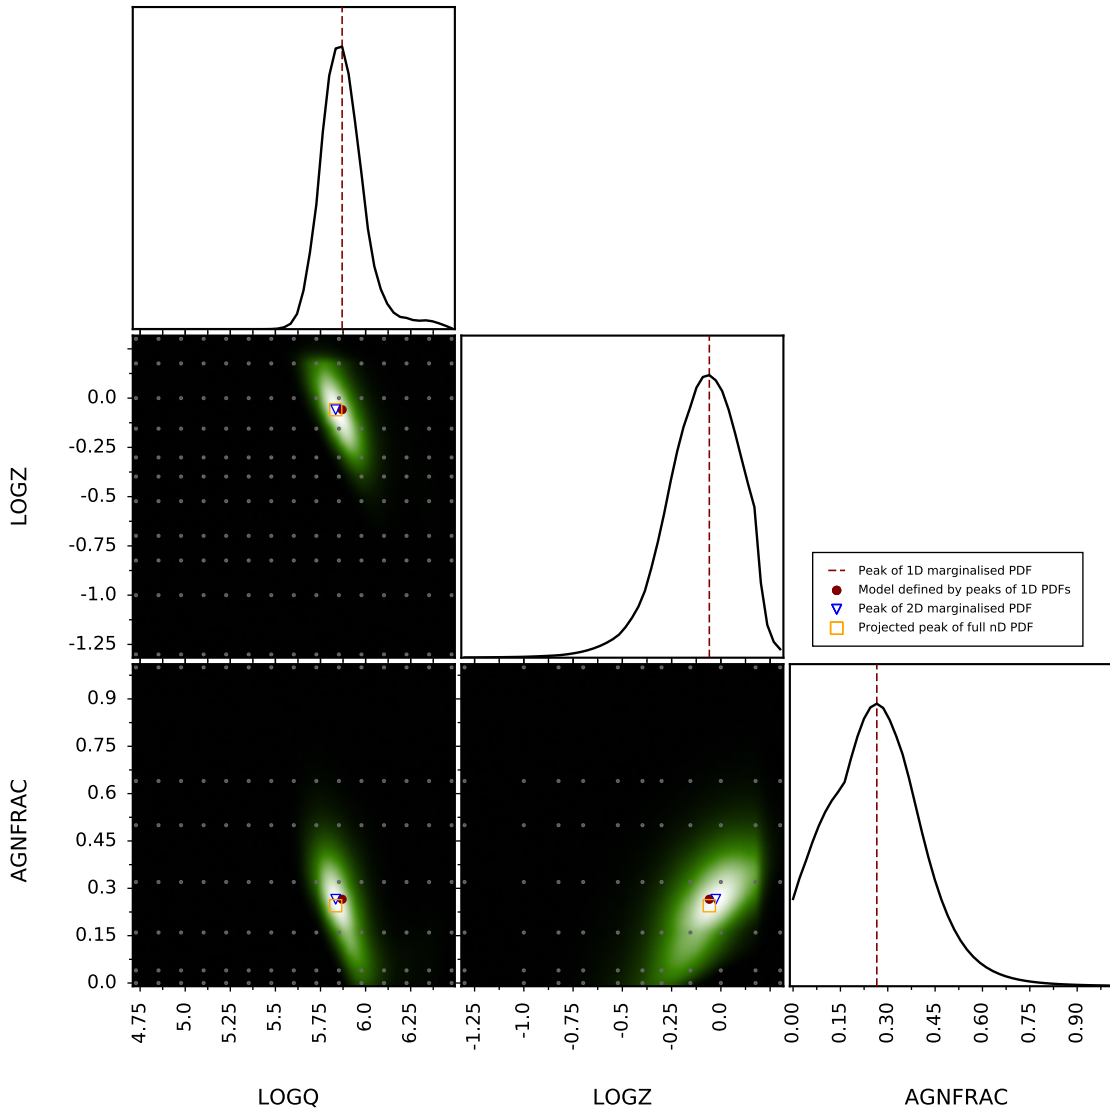 LOGZ
0.0
-0.25
-0.5
-0.75
-1.0
-1.25
Peak of 1D marginalised PDF
Model defined by peaks of 1D PDFs
Peak of 2D marginalised PDF
Projected peak of full nD PDF
AGNFRAC
0.9
0.75
0.6
0.45
0.3
0.15
0.0
4.75 5.0 5.25 5.5 5.75 6.0 6.25
-1.25 -1.0 -0.75 -0.5 -0.25 0.0
0.00 0.15 0.30 0.45 0.60 0.75 0.90
LOGQ LOGZ AGNFRAC